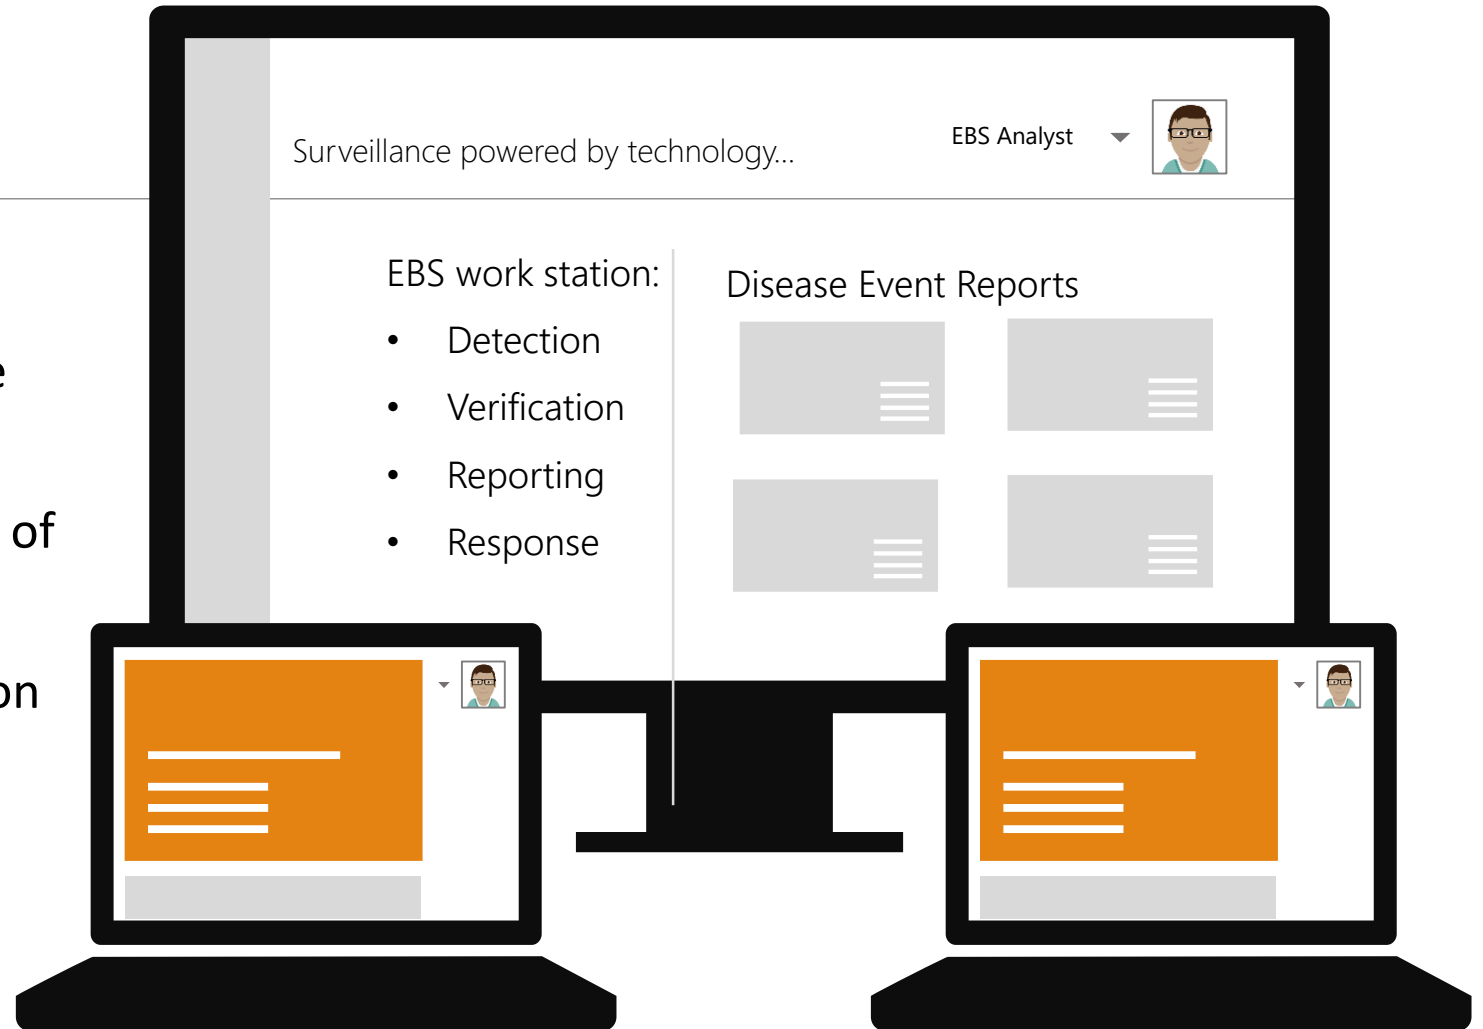 Surveillance powered by technology...
EBS Analyst
EBS work station:
• Detection
• Verification
• Reporting
• Response
Disease Event Reports
e
of
on